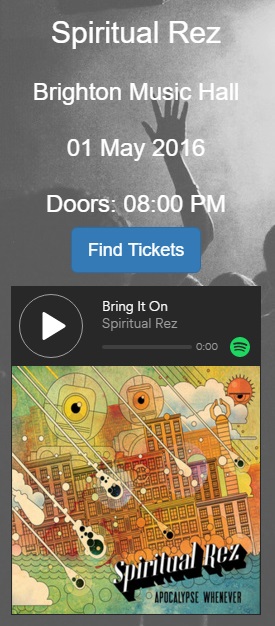 Spiritual Rez
Brighton Music Hall
01 May 2016
Doors: 08:00 PM
Find Tickets
Bring It On
Spiritual Rez
0:00
Spiritual Rez
APOCALYPSE WHENEVER